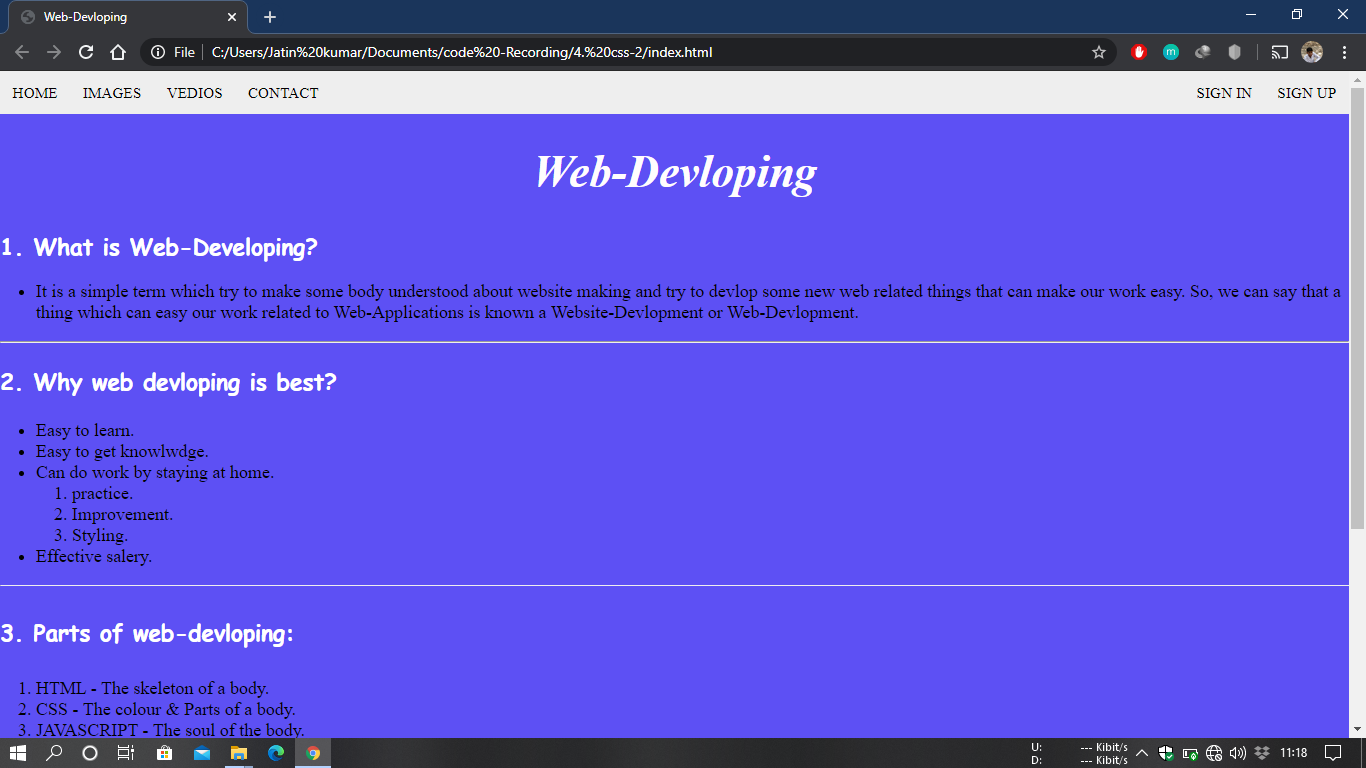 Web-Devloping
File C:/Users/Jatin%20kumar/Documents/code%20-Recording/4.%20css-2/index.html
HOME IMAGES VEDIOS CONTACT SIGN IN SIGN UP
Web-Devloping
1. What is Web-Developing?
• It is a simple term which try to make some body understood about website making and try to devlop some new web related things that can make our work easy. So, we can say that a
thing which can easy our work related to Web-Applications is known a Website-Devlopment or Web-Devlopment.
2. Why web devloping is best?
• Easy to learn.
• Easy to get knowlwdge.
• Can do work by staying at home.
1. practice.
2. Improvement.
3. Styling.
• Effective salery.
3. Parts of web-devloping:
1. HTML - The skeleton of a body.
2. CSS - The colour & Parts of a body.
3. JAVASCRIPT - The soul of the body.
U: --- Kibit/s
D: --- Kibit/s
11:18